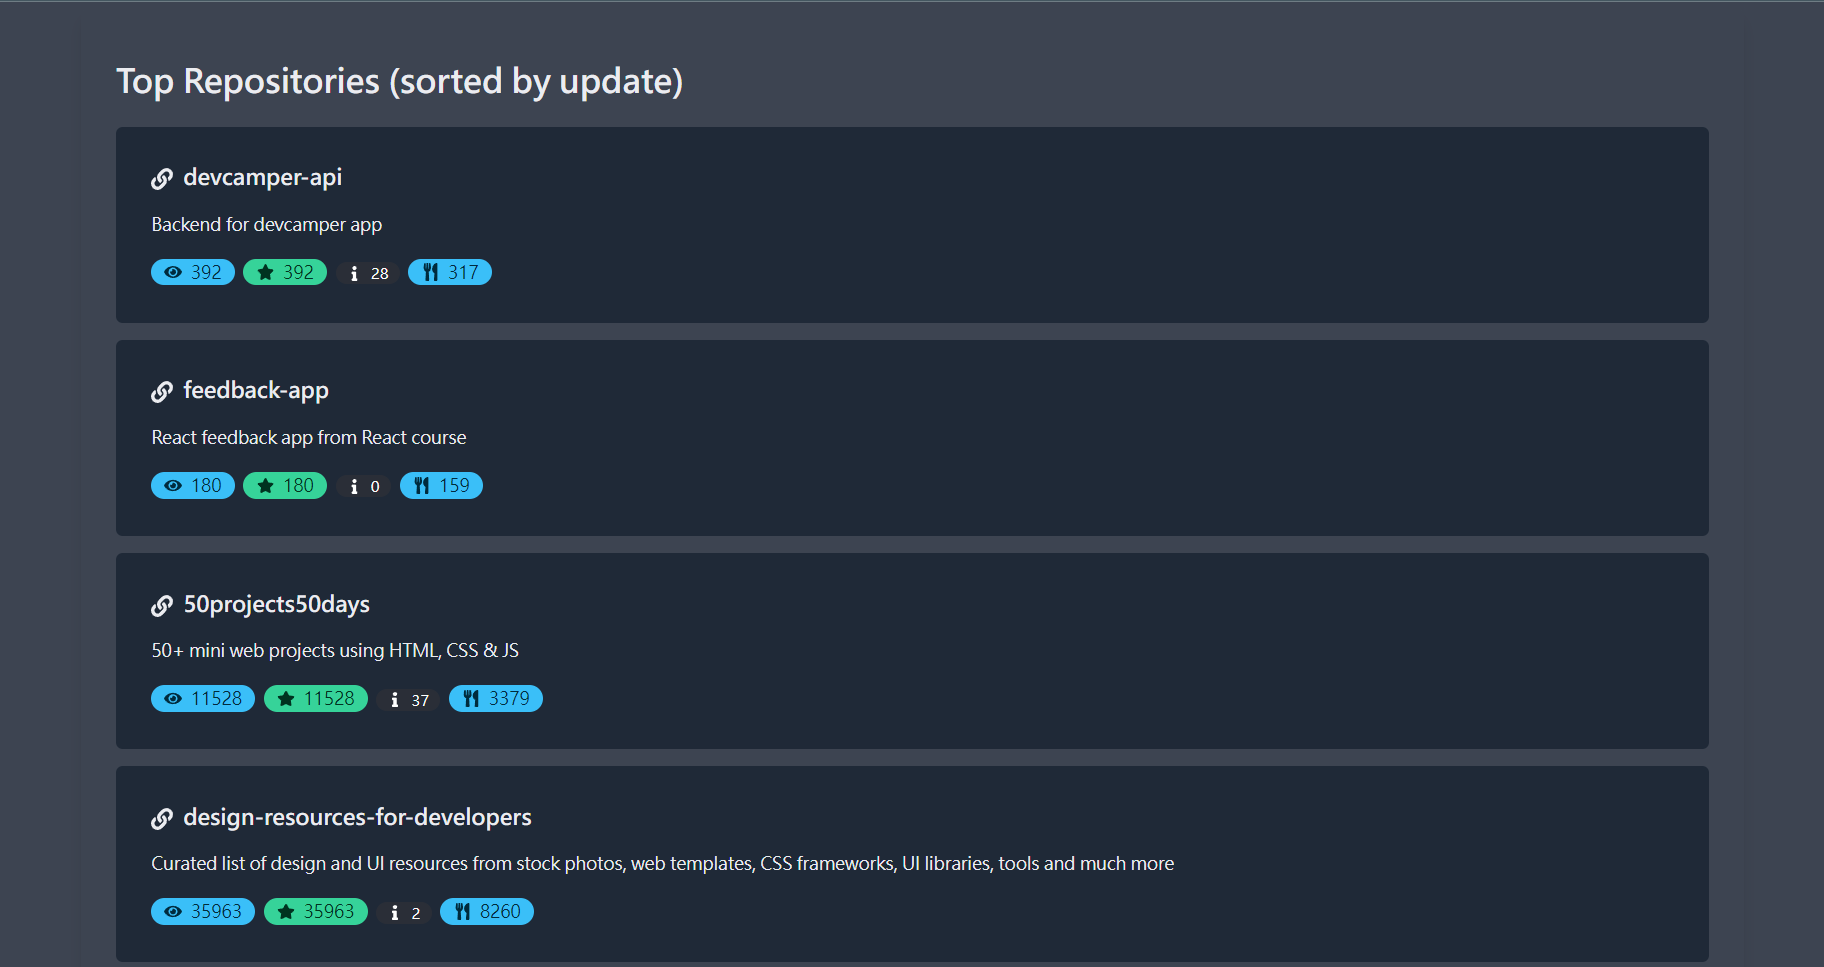 Top Repositories (sorted by update)
devcamper-api
Backend for devcamper app
392 392 28 317
feedback-app
React feedback app from React course
180 180 0 159
50projects50days
50+ mini web projects using HTML, CSS & JS
11528 11528 37 3379
design-resources-for-developers
Curated list of design and UI resources from stock photos, web templates, CSS frameworks, UI libraries, tools and much more
35963 35963 2 8260